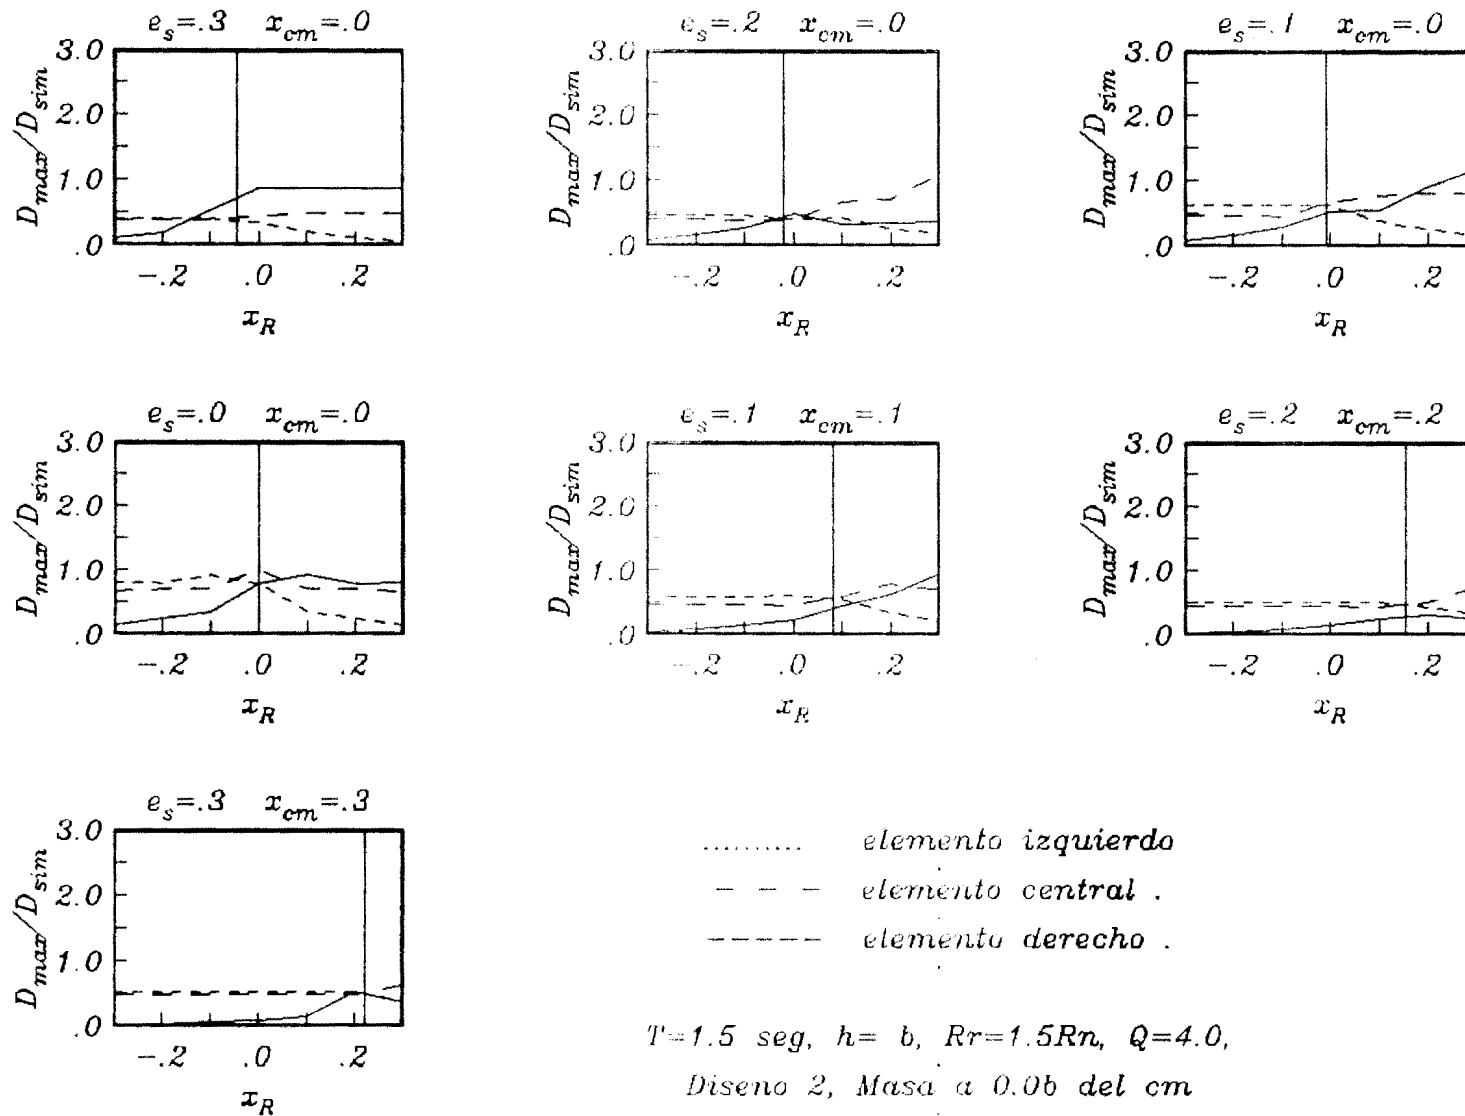 e_s=.3 x_cm=.0
D_max/D_sim
3.0
2.0
1.0
.0
-.2 .0 .2
x_R
e_s=.2 x_cm=.0
D_max/D_sim
3.0
2.0
1.0
.0
-.2 .0 .2
x_R
e_s=.1 x_cm=.0
D_max/D_sim
3.0
2.0
1.0
.0
-.2 .0 .2
x_R
e_s=.0 x_cm=.0
D_max/D_sim
3.0
2.0
1.0
.0
-.2 .0 .2
x_R
e_s=.1 x_cm=.1
D_max/D_sim
3.0
2.0
1.0
.0
-.2 .0 .2
x_R
e_s=.2 x_cm=.2
D_max/D_sim
3.0
2.0
1.0
.0
-.2 .0 .2
x_R
e_s=.3 x_cm=.3
D_max/D_sim
3.0
2.0
1.0
.0
-.2 .0 .2
x_R
elemento izquierdo
elemento central .
elemento derecho .
T=1.5 seg, h= b, Rr=1.5Rn, Q=4.0,
Diseno 2, Masa a 0.0b del cm